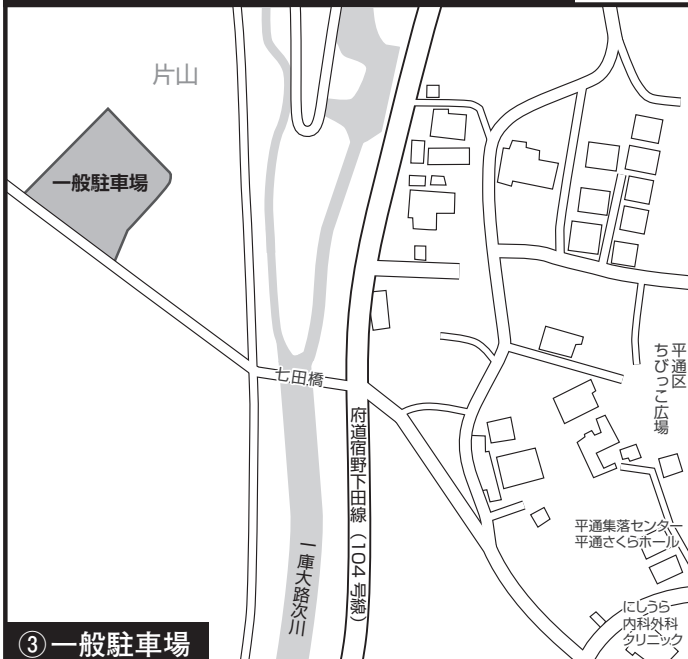 片山
一般駐車場
七田橋
府道宿野下田線（104 号線）
一庫大路次川
平通区
ちびっこ広場
平通集落センター
平通さくらホール
にしうら
内科外科
クリニック
③一般駐車場